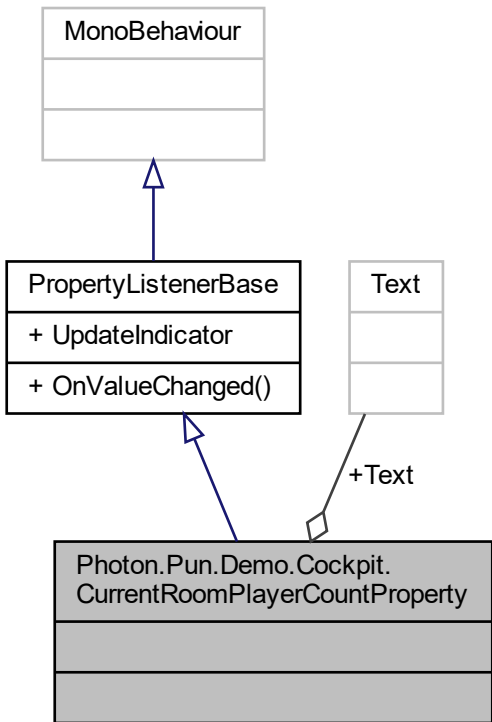 MonoBehaviour
PropertyListenerBase
+ UpdateIndicator
+ OnValueChanged()
Text
+Text
Photon.Pun.Demo.Cockpit.
CurrentRoomPlayerCountProperty